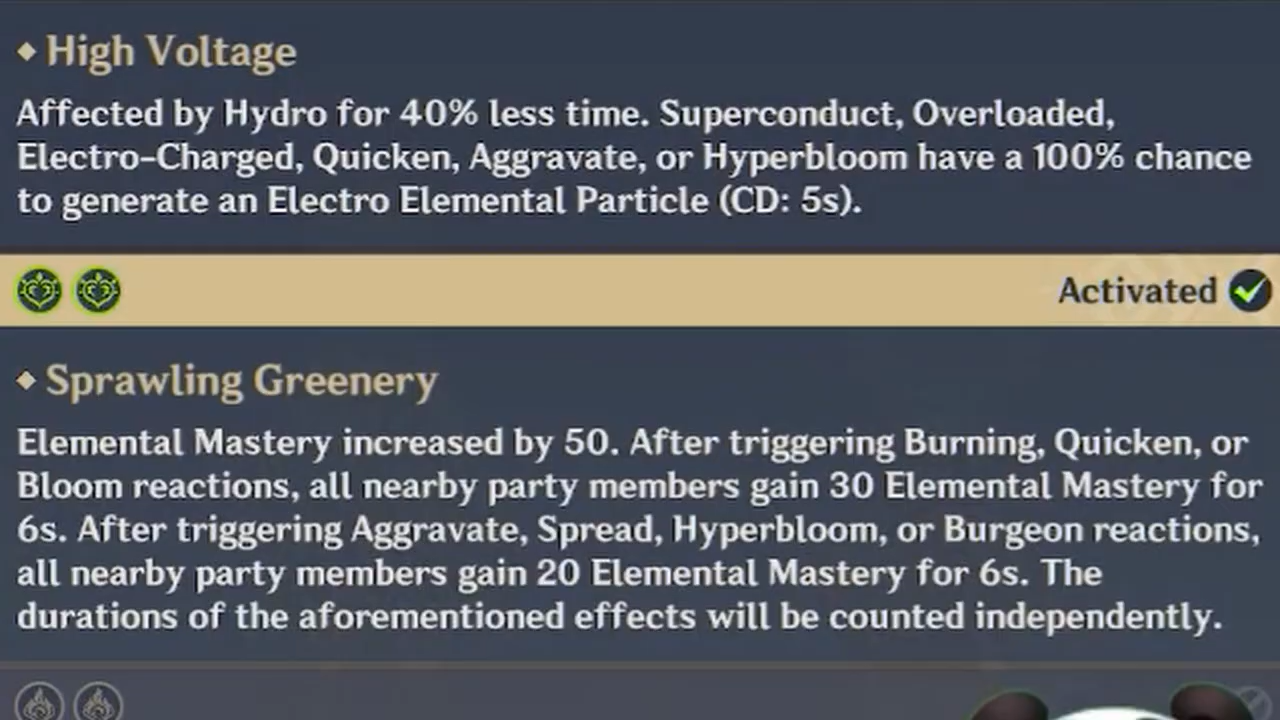 High Voltage
Affected by Hydro for 40% less time. Superconduct, Overloaded,
Electro-Charged, Quicken, Aggravate, or Hyperbloom have a 100% chance
to generate an Electro Elemental Particle (CD: 5s).
Activated
Sprawling Greenery
Elemental Mastery increased by 50. After triggering Burning, Quicken, or
Bloom reactions, all nearby party members gain 30 Elemental Mastery for
6s. After triggering Aggravate, Spread, Hyperbloom, or Burgeon reactions,
all nearby party members gain 20 Elemental Mastery for 6s. The
durations of the aforementioned effects will be counted independently.